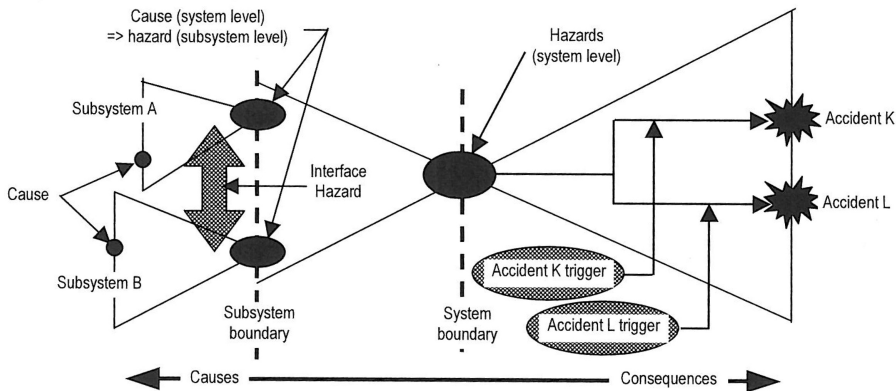 Cause (system level)
=> hazard (subsystem level)
Hazards
(system level)
Subsystem A
Accident K
Interface
Hazard
Cause
Accident L
Subsystem B
Accident K trigger
Subsystem
boundary
System
boundary
Accident L trigger
Causes
Consequences